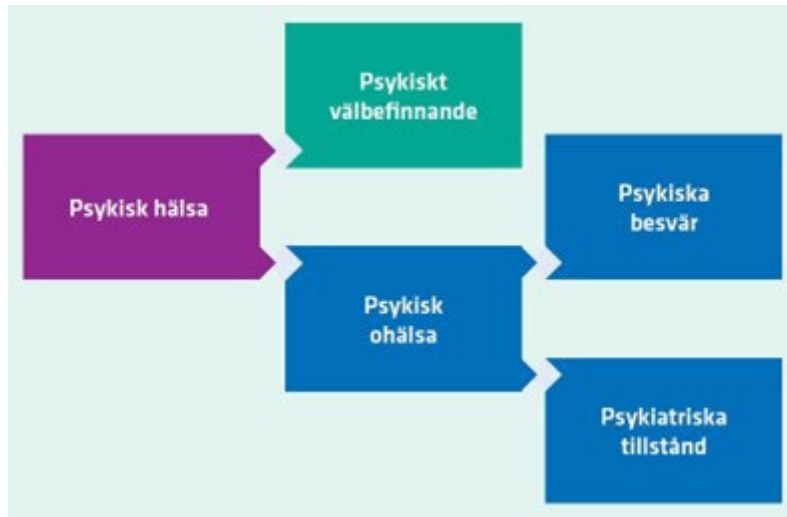 Psykiskt
välbefinnande
Psykisk hälsa
Psykiska
besvär
Psykisk
ohälsa
Psykiatriska
tillstånd